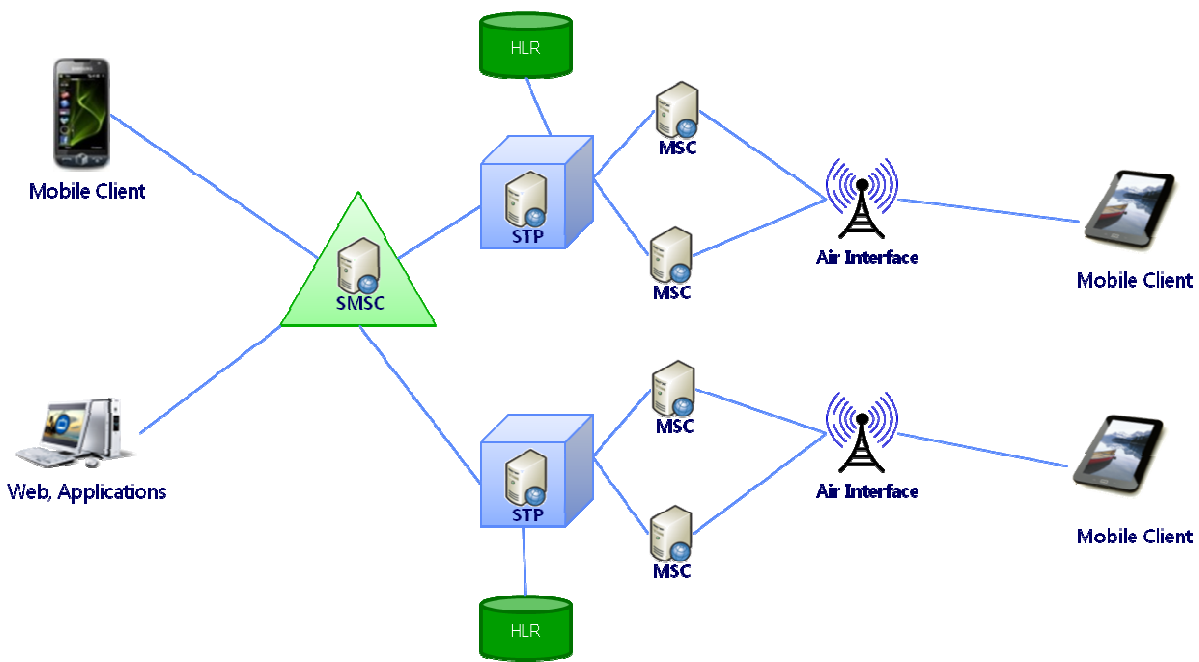 HLR
MSC
Mobile Client
STP
MSC
Air Interface
Mobile Client
SMSC
MSC
Web, Applications
STP
MSC
Air Interface
Mobile Client
HLR